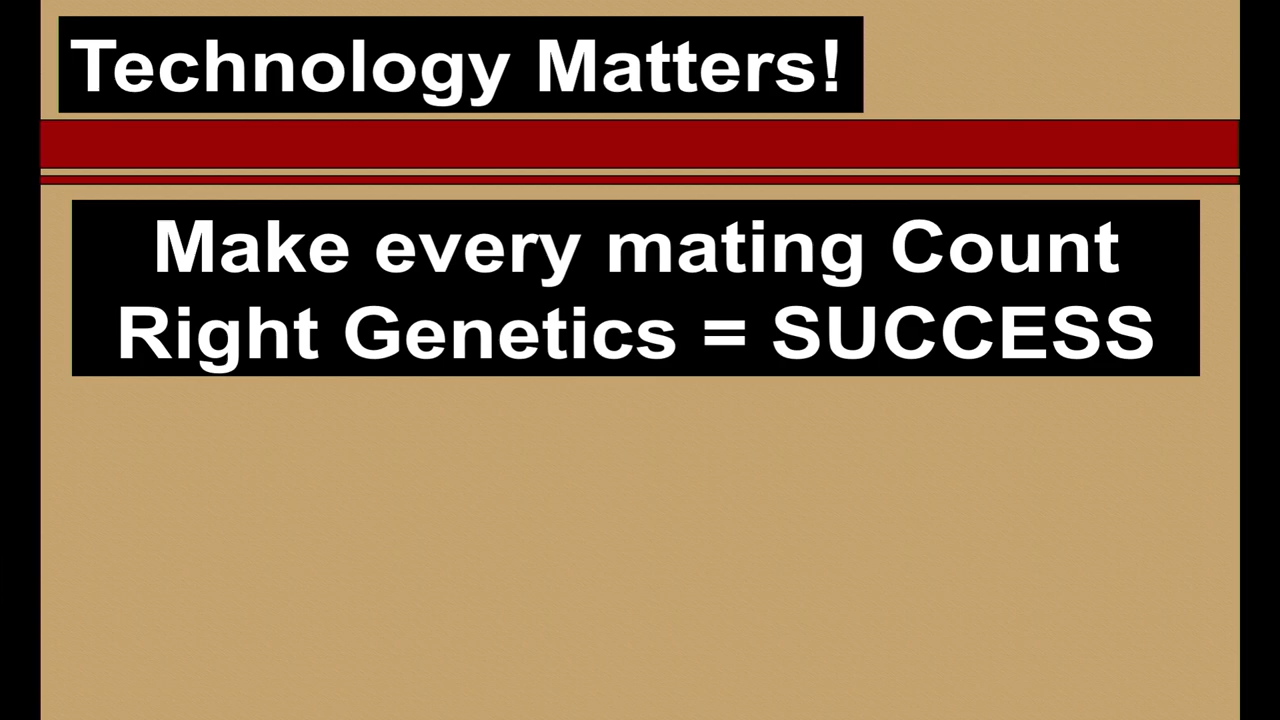 Technology Matters!
Make every mating Count
Right Genetics = SUCCESS